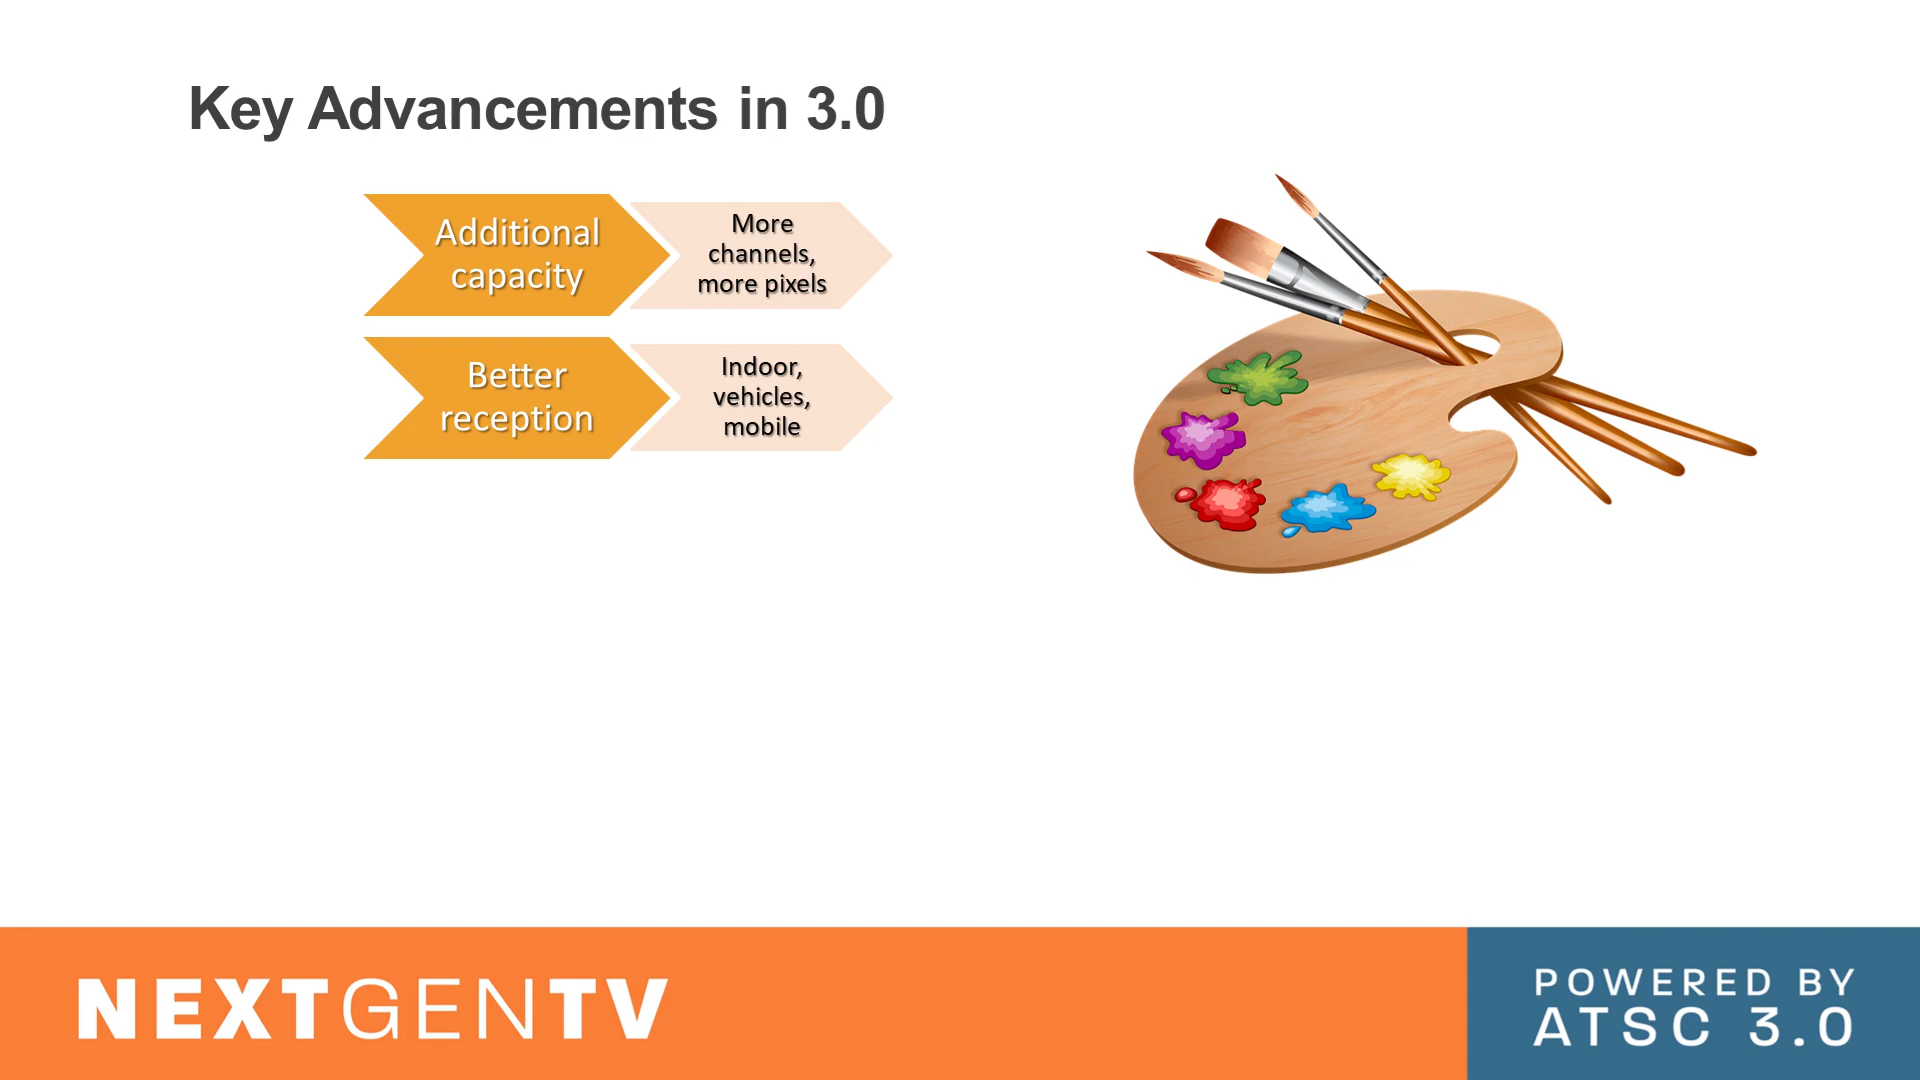 Key Advancements in 3.0
Additional
capacity
More
channels,
more pixels
Better
reception
Indoor,
vehicles,
mobile
NEXTGENTV
POWERED BY
ATSC 3.0